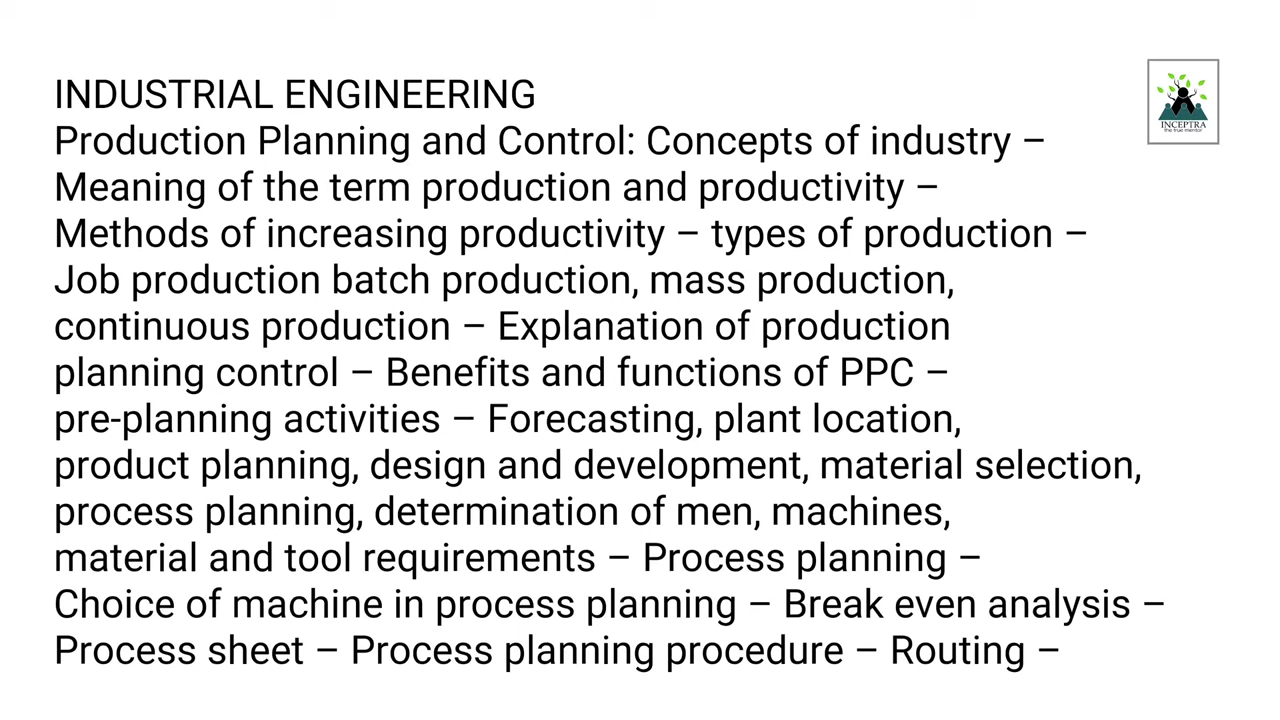 INDUSTRIAL ENGINEERING
Production Planning and Control: Concepts of industry –
Meaning of the term production and productivity –
Methods of increasing productivity – types of production –
Job production batch production, mass production,
continuous production – Explanation of production
planning control – Benefits and functions of PPC –
pre-planning activities – Forecasting, plant location,
product planning, design and development, material selection,
process planning, determination of men, machines,
material and tool requirements – Process planning –
Choice of machine in process planning – Break even analysis –
Process sheet – Process planning procedure – Routing –
INCEPTRA
the true mentor